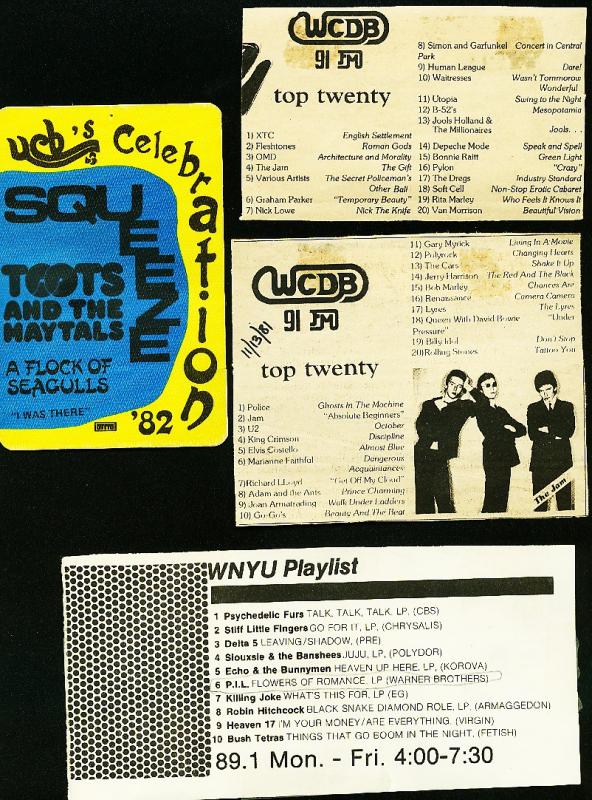 ucb's
Celebration
SQUEEZE
TOOTS
AND THE
MAYTALS
A FLOCK OF
SEAGULLS
"I WAS THERE"
'82
WCDB
91 FM
top twenty
1) XTC English Settlement
2) Fleshtones Roman Gods
3) OMD Architecture and Morality
4) The Jam The Gift
5) Various Artists The Secret Policeman's
Other Ball
6) Graham Parker "Temporary Beauty"
7) Nick Lowe Nick The Knife
8) Simon and Garfunkel Concert in Central
Park
9) Human League Dare!
10) Waitresses Wasn't Tommorow
Wonderful
11) Utopia Swing to the Night
12) B-52's Mesopotamia
13) Jools Holland &
The Millionaires Jools. . .
14) Depeche Mode Speak and Spell
15) Bonnie Raitt Green Light
16) Pylon "Crazy"
17) The Dregs Industry Standard
18) Soft Cell Non-Stop Erotic Cabaret
19) Rita Marley Who Feels It Knows It
20) Van Morrison Beautiful Vision
WCDB
91 FM
11/13/81
top twenty
1) Police Ghosts In The Machine
2) Jam "Absolute Beginners"
3) U2 October
4) King Crimson Discipline
5) Elvis Costello Almost Blue
6) Marianne Faithful Dangerous
Acquaintances
7)Richard LLoyd "Get Off My Cloud"
8) Adam and the Ants Prince Charming
9) Joan Armatrading Walk Under Ladders
10) Go-Go's Beauty And The Beat
11) Gary Myrick Living In A Movie
12) Polyrock Changing Hearts
13) The Cars Shake It Up
14) Jerry Harrison The Red And The Black
15) Bob Marley Chances Are
16) Renaissance Camera Camera
17) Lyres The Lyres
18) Queen With David Bowie "Under
Pressure"
19) Billy Idol Don't Stop
20)Rolling Stones Tattoo You
The Jam
WNYU Playlist
1 Psychedelic Furs TALK, TALK, TALK. LP, (CBS)
2 Stiff Little Fingers GO FOR IT, LP, (CHRYSALIS)
3 Delta 5 LEAVING/SHADOW, (PRE)
4 Siouxsie & the Banshees JUJU, LP, (POLYDOR)
5 Echo & the Bunnymen HEAVEN UP HERE, LP, (KOROVA)
6 P.I.L. FLOWERS OF ROMANCE, LP (WARNER BROTHERS)
7 Killing Joke WHAT'S THIS FOR, LP (EG)
8 Robin Hitchcock BLACK SNAKE DIAMOND ROLE, LP, (ARMAGGEDON)
9 Heaven 17 I'M YOUR MONEY/ARE EVERYTHING, (VIRGIN)
10 Bush Tetras THINGS THAT GO BOOM IN THE NIGHT, (FETISH)
89.1 Mon. - Fri. 4:00-7:30